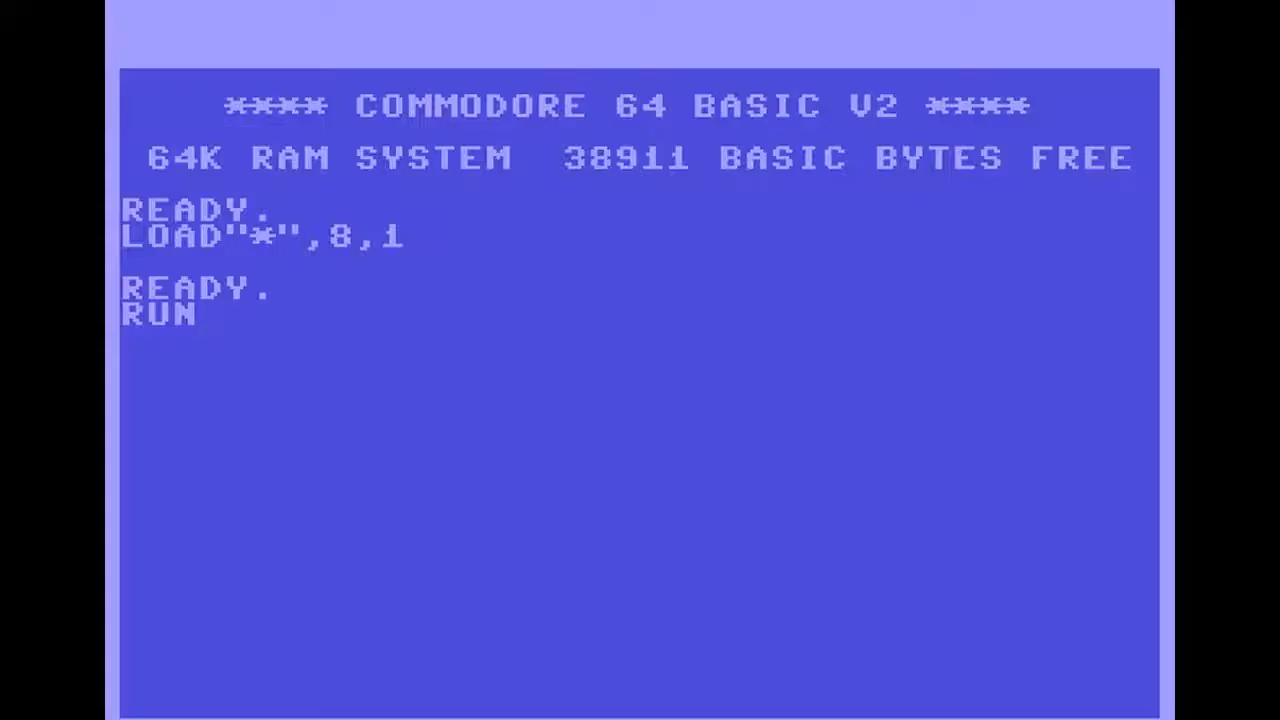 **** COMMODORE 64 BASIC V2 ****
64K RAM SYSTEM  38911 BASIC BYTES FREE
READY.
LOAD"*",8,1
READY.
RUN